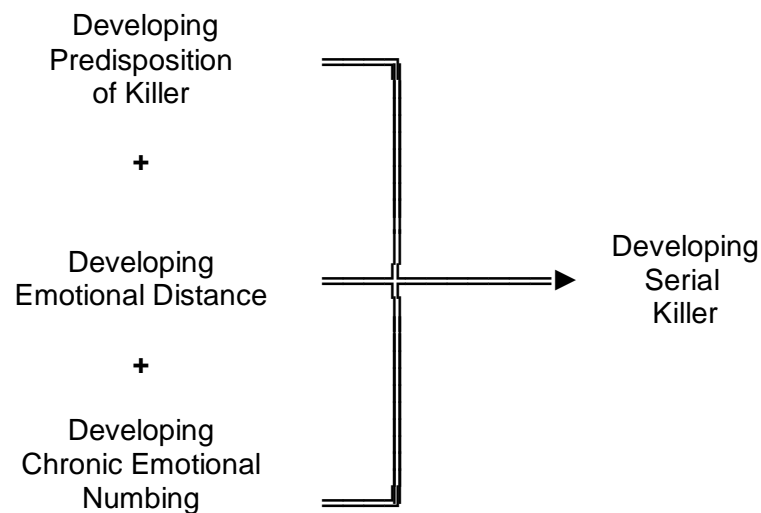 Developing
Predisposition
of Killer
+
Developing
Emotional Distance
+
Developing
Chronic Emotional
Numbing
Developing
Serial
Killer